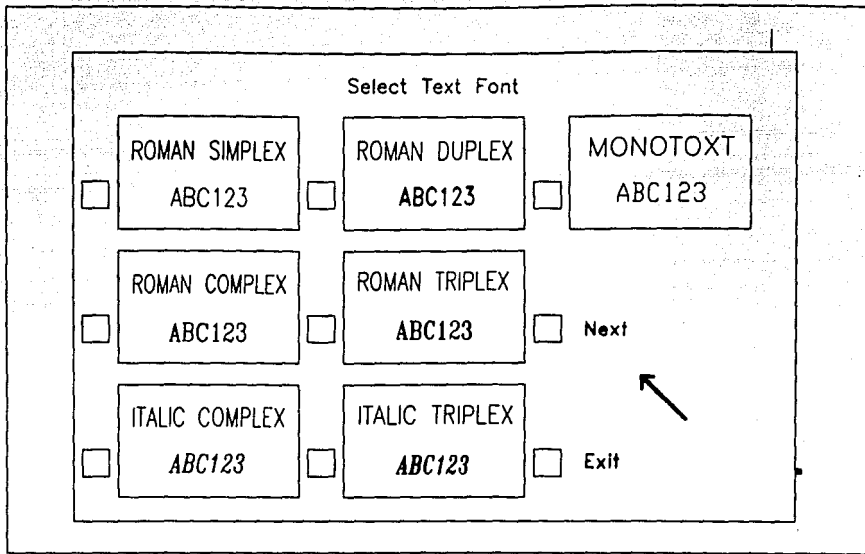 Select Text Font
ROMAN SIMPLEX
ABC123
ROMAN DUPLEX
ABC123
MONOTOXT
ABC123
ROMAN COMPLEX
ABC123
ROMAN TRIPLEX
ABC123
Next
ITALIC COMPLEX
ABC123
ITALIC TRIPLEX
ABC123
Exit